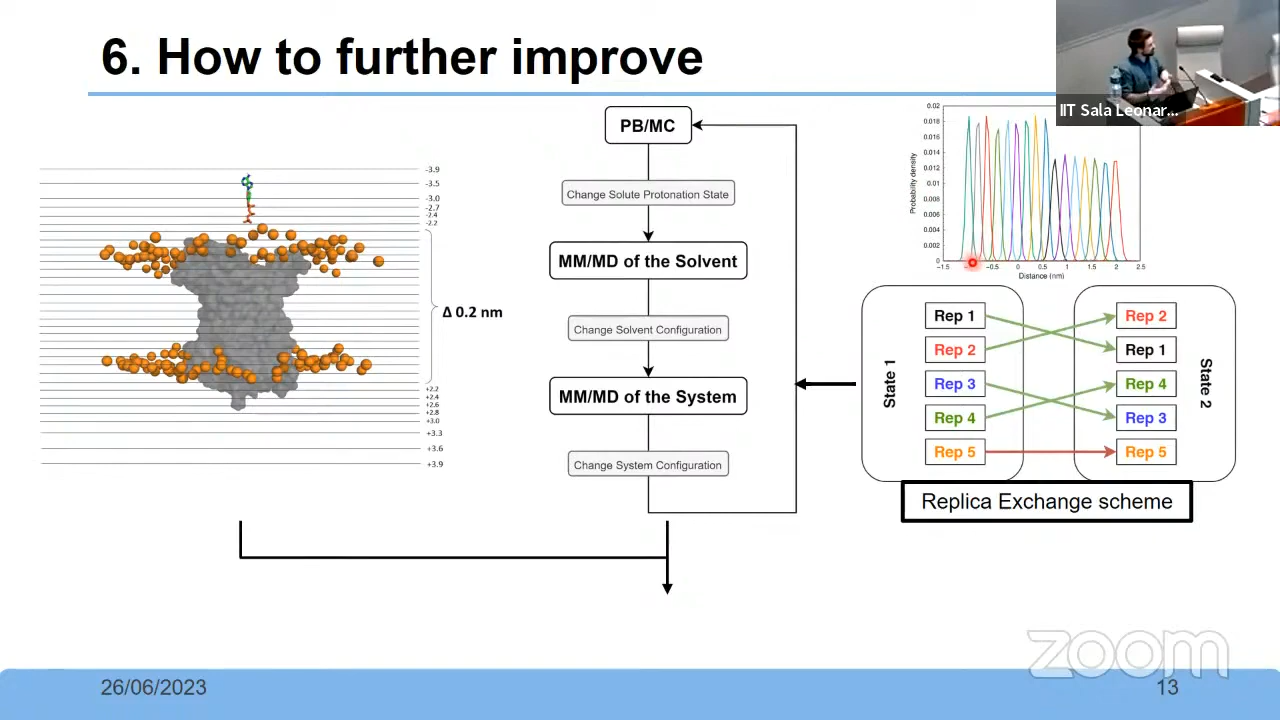 6. How to further improve
IIT Sala Leonar...
-3.9
-3.5
-3.0
-2.7
-2.4
-2.2
Δ 0.2 nm
+2.2
+2.4
+2.6
+2.8
+3.0
+3.3
+3.6
+3.9
PB/MC
Change Solute Protonation State
MM/MD of the Solvent
Change Solvent Configuration
MM/MD of the System
Change System Configuration
0.02
0.018
0.016
0.014
0.012
0.01
0.008
0.006
0.004
0.002
0
Probability density
-1.5
-0.5
0
0.5
1
1.5
2
2.5
Distance (nm)
State 1
Rep 1
Rep 2
Rep 3
Rep 4
Rep 5
Rep 2
Rep 1
Rep 4
Rep 3
Rep 5
State 2
Replica Exchange scheme
zoom
26/06/2023
13